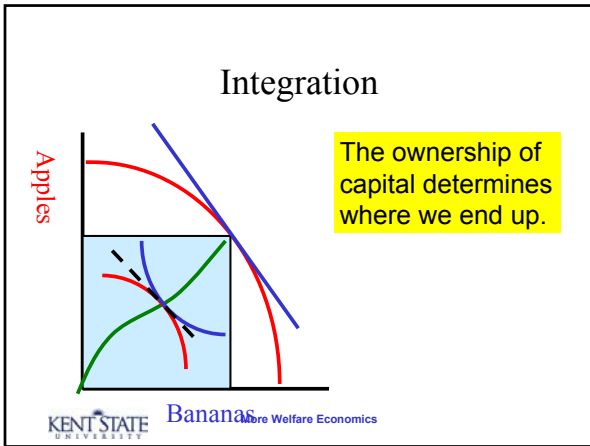 Integration
Apples
The ownership of
capital determines
where we end up.
Bananas
More Welfare Economics
KENT STATE
UNIVERSITY